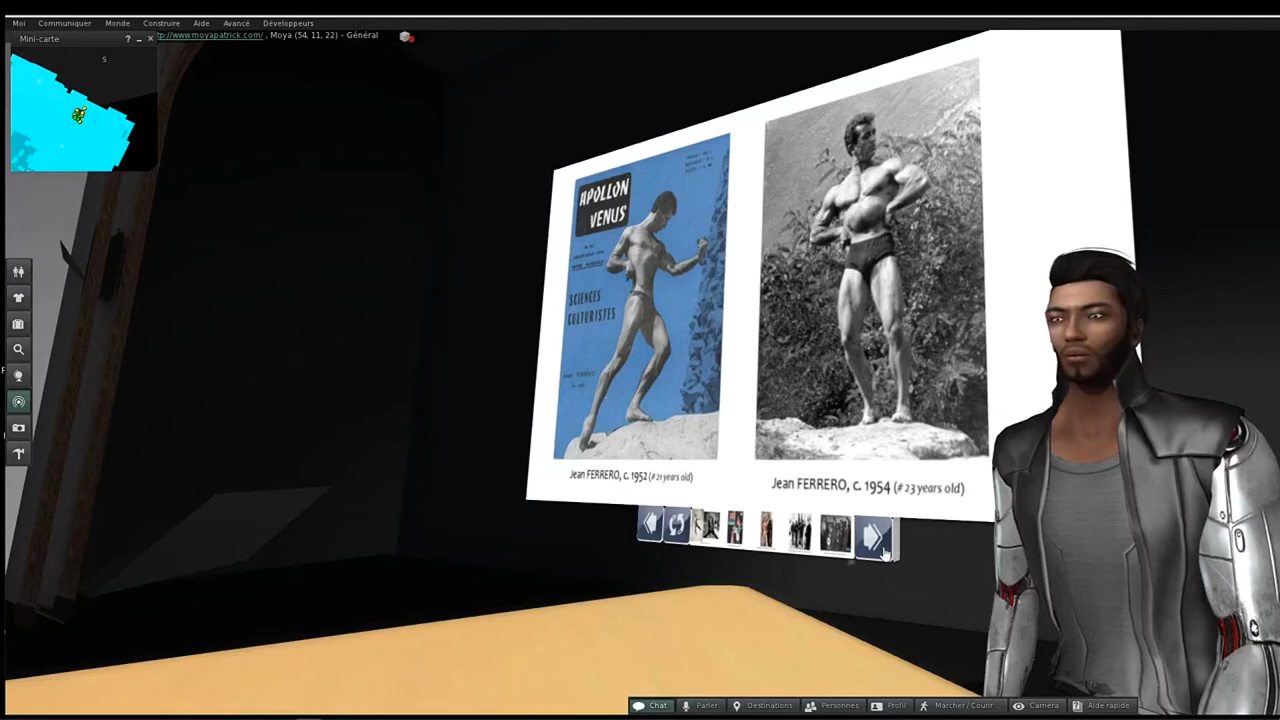 Moi Communiquer Monde Construire Aide Avancé Développeurs
Mini-carte ? ttp://www.moyapatrick.com/ , Moya (54, 11, 22) - Général
S
APOLLON
VENUS
SCIENCES
CULTURISTES
Jean FERRERO, c. 1952 (# 21 years old)
Jean FERRERO, c. 1954 (# 23 years old)
Chat Parler Destinations Personnes Profil Marcher / Courir... Caméra Aide rapide